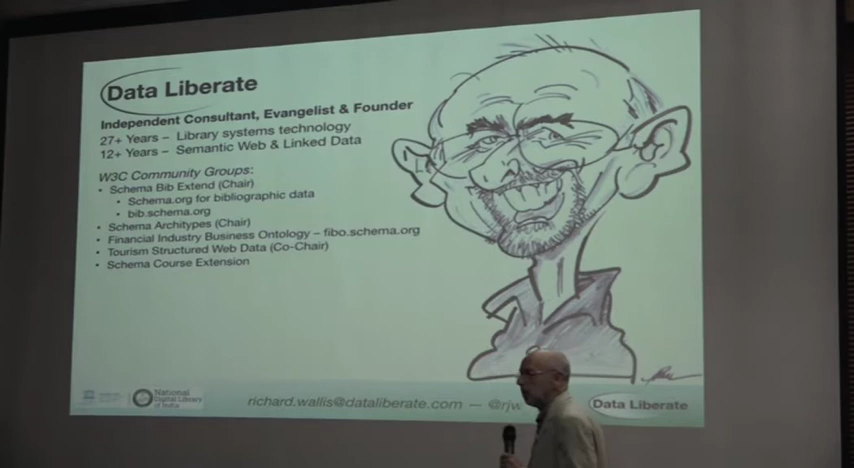 Data Liberate
Independent Consultant, Evangelist & Founder
27+ Years – Library systems technology
12+ Years – Semantic Web & Linked Data
W3C Community Groups:
• Schema Bib Extend (Chair)
• Schema.org for bibliographic data
• bib.schema.org
• Schema Architypes (Chair)
• Financial Industry Business Ontology – fibo.schema.org
• Tourism Structured Web Data (Co-Chair)
• Schema Course Extension
National
Digital Library
of India
richard.wallis@dataliberate.com — @rjw
Data Liberate